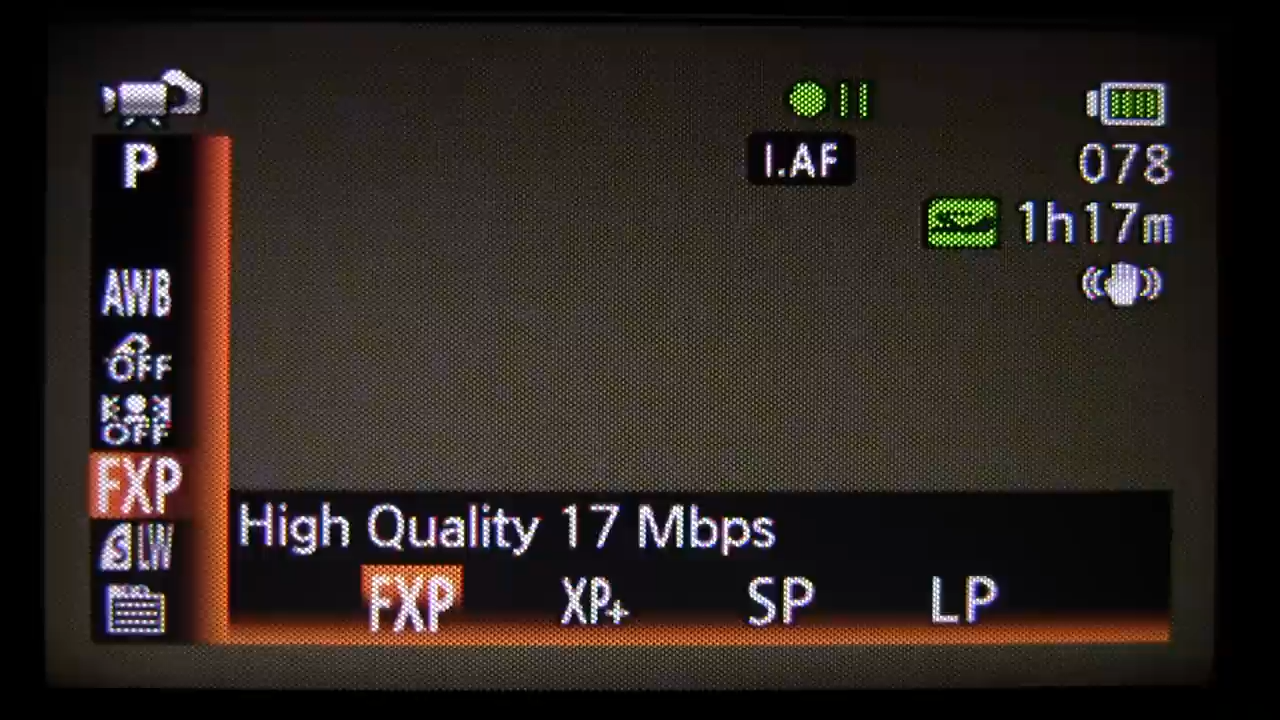 P
I.AF
078
1h17m
AWB
OFF
OFF
FXP
High Quality 17 Mbps
S LW
FXP XP+ SP LP